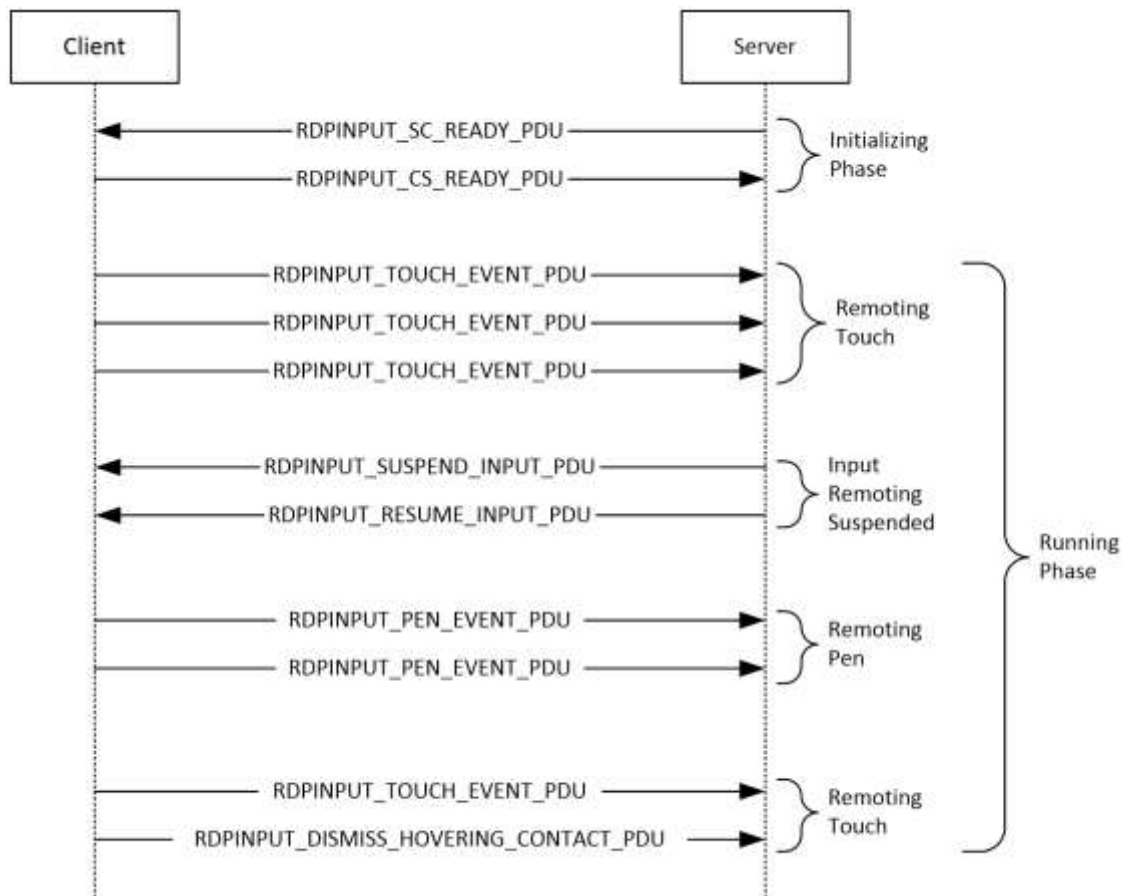 Client
Server
RDPINPUT_SC_READY_PDU
Initializing
Phase
RDPINPUT_CS_READY_PDU
RDPINPUT_TOUCH_EVENT_PDU
RDPINPUT_TOUCH_EVENT_PDU
RDPINPUT_TOUCH_EVENT_PDU
Remoting
Touch
RDPINPUT_SUSPEND_INPUT_PDU
RDPINPUT_RESUME_INPUT_PDU
Input
Remoting
Suspended
Running
Phase
RDPINPUT_PEN_EVENT_PDU
RDPINPUT_PEN_EVENT_PDU
Remoting
Pen
RDPINPUT_TOUCH_EVENT_PDU
RDPINPUT_DISMISS_HOVERING_CONTACT_PDU
Remoting
Touch